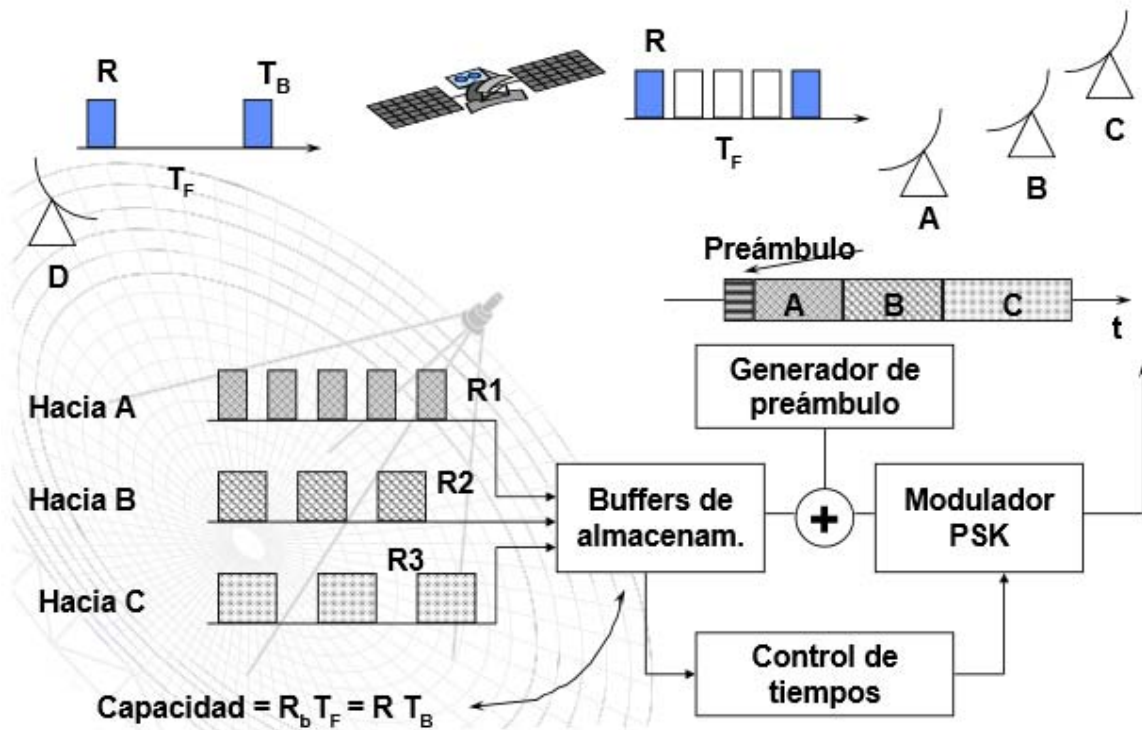 R
T_B
T_F
D
R
T_F
A
B
C
Preámbulo
A B C
t
Generador de
preámbulo
Hacia A
R1
Hacia B
R2
Hacia C
R3
Buffers de
almacenam.
+
Modulador
PSK
Control de
tiempos
Capacidad = R_b T_F = R T_B